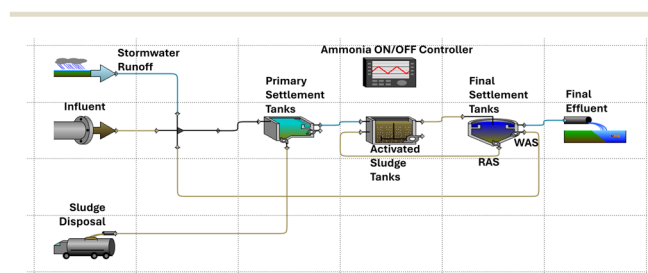 Stormwater
Runoff
Ammonia ON/OFF Controller
Influent
Primary
Settlement
Tanks
Activated
Sludge
Tanks
Final
Settlement
Tanks
WAS
RAS
Final
Effluent
Sludge
Disposal